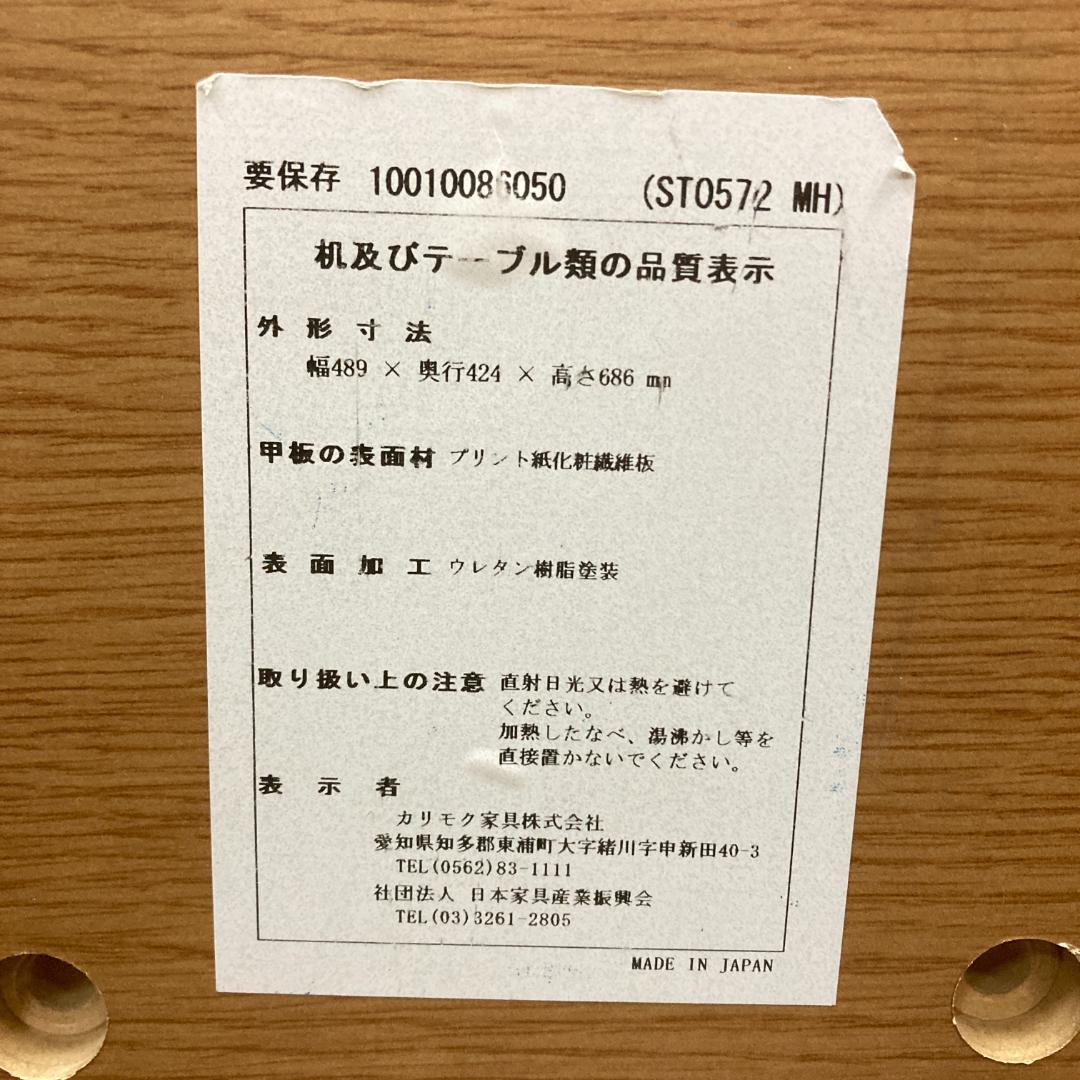 要保存 10010086050 (ST0572 MH)
机及びテーブル類の品質表示
外形寸法
幅489 × 奥行424 × 高さ686 mm
甲板の表面材 プリント紙化粧繊維板
表面加工 ウレタン樹脂塗装
取り扱い上の注意 直射日光又は熱を避けて
ください。
加熱したなべ、湯沸かし等を
直接置かないでください。
表示者
カリモク家具株式会社
愛知県知多郡東浦町大字緒川字申新田40-3
TEL(0562)83-1111
社団法人 日本家具産業振興会
TEL(03)3261-2805
MADE IN JAPAN